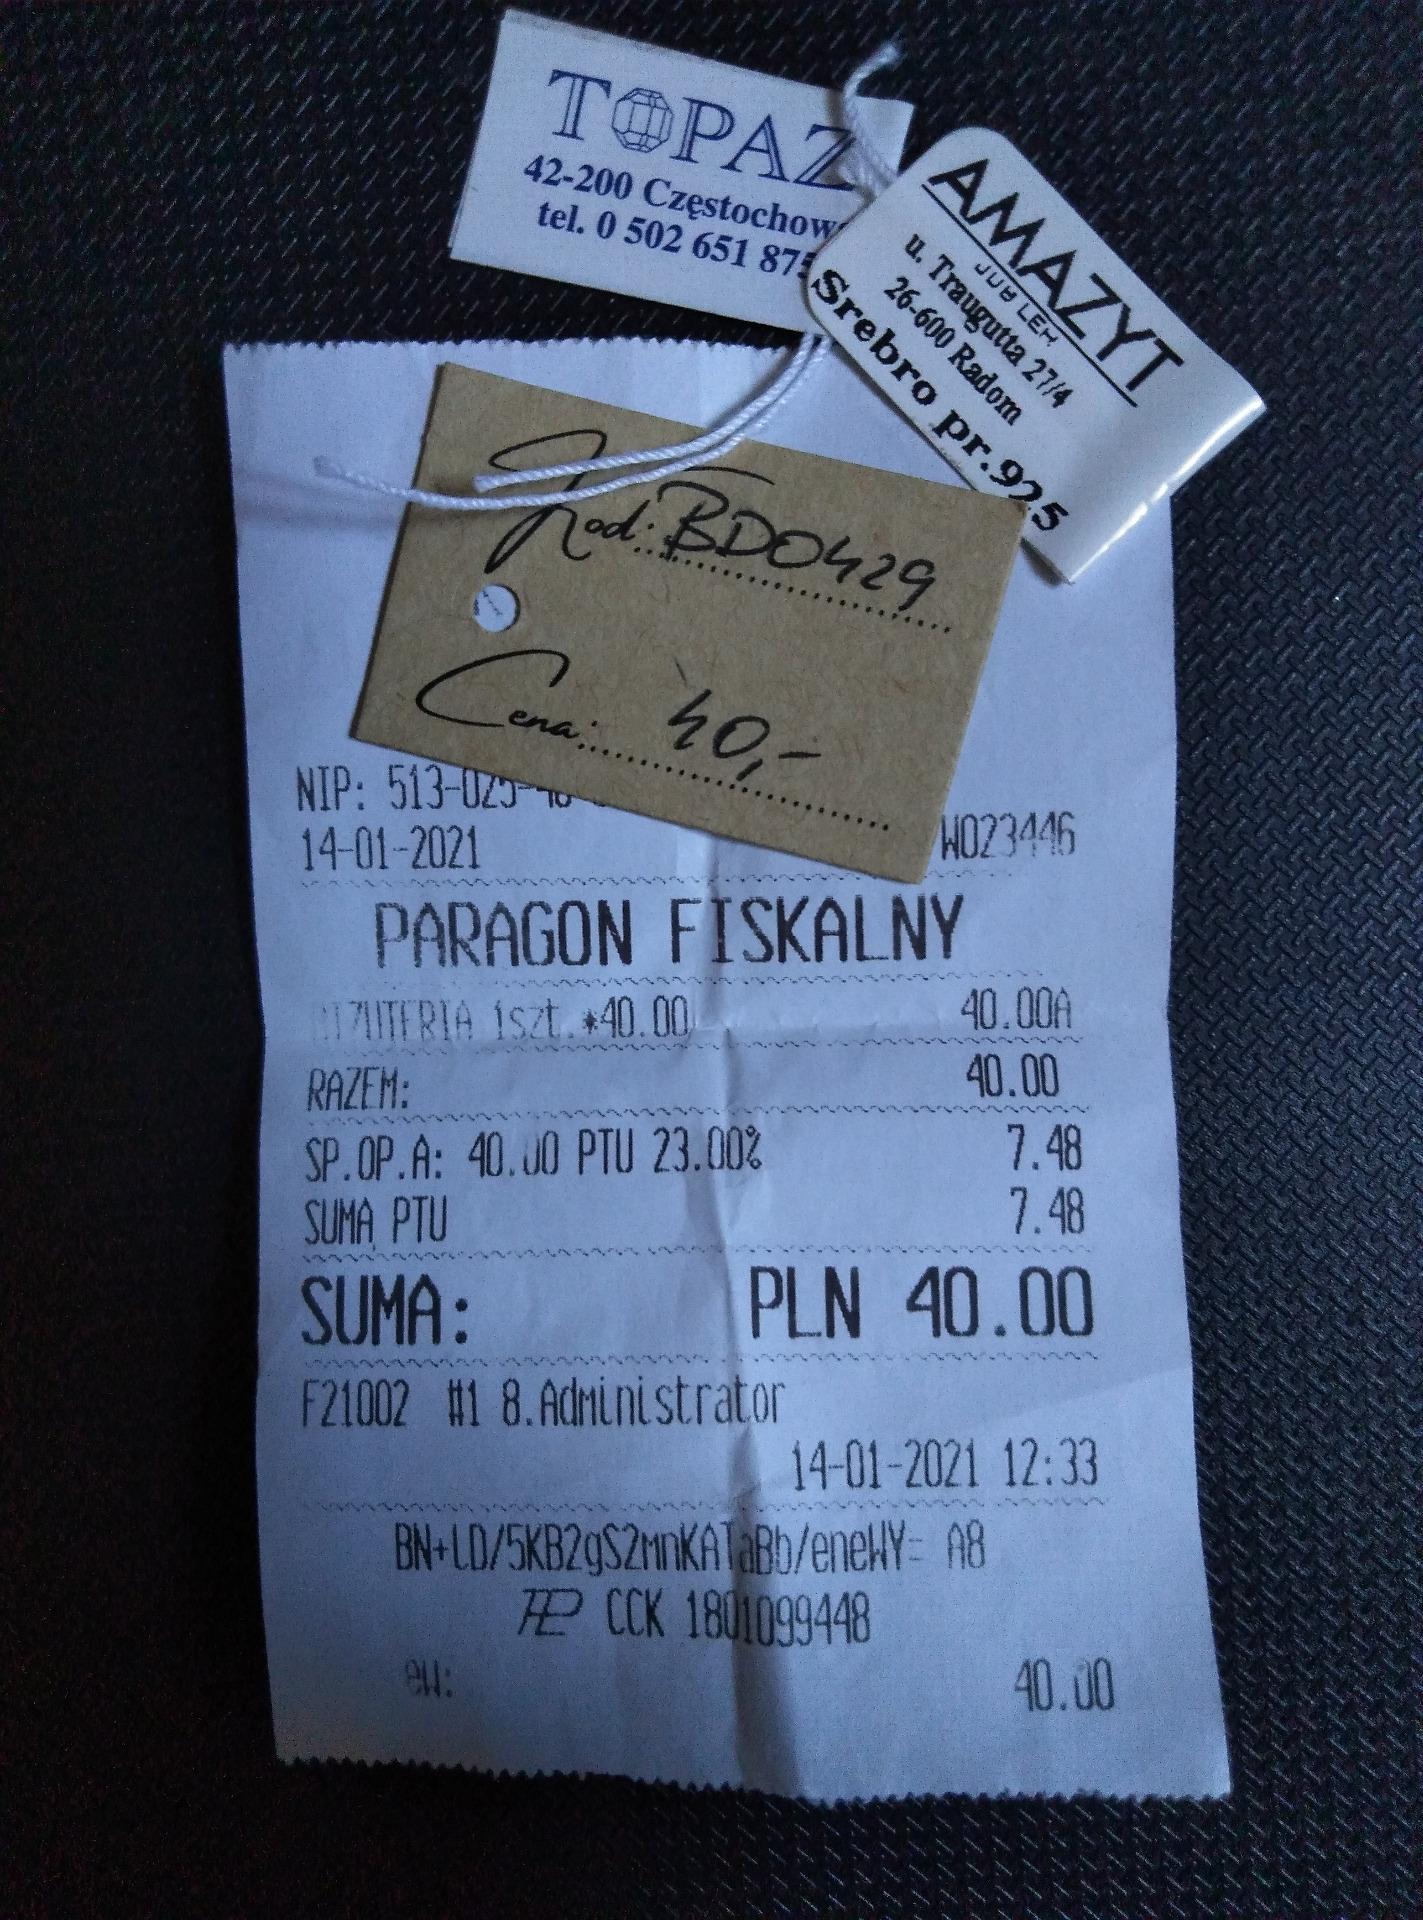 TOPAZ
42-200 Częstochowa
tel. 0 502 651 875
AMAZYT
JUBILER
u. Traugutta 27/4
26-600 Radom
Srebro pr.925
Kod: BD0429
Cena: 40,-
NIP: 513-025-
14-01-2021 W023446
PARAGON FISKALNY
BIŻUTERIA 1szt.*40.00 40.00A
RAZEM: 40.00
SP.OP.A: 40.00 PTU 23.00% 7.48
SUMA PTU 7.48
SUMA: PLN 40.00
F21002 #1 8.Administrator
14-01-2021 12:33
BN+LD/5KB2gS2mnKATaBb/eneWY= A8
CCK 1801099448
40.00